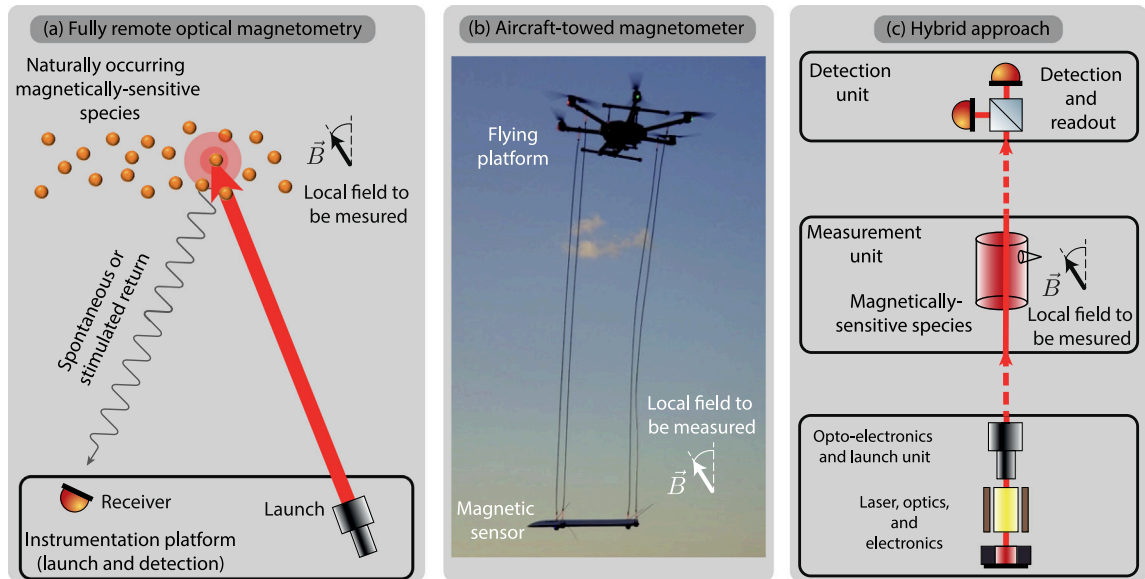 (a) Fully remote optical magnetometry
Naturally occurring
magnetically-sensitive
species
B
Local field to
be mesured
Spontaneous or
stimulated return
Receiver
Launch
Instrumentation platform
(launch and detection)
(b) Aircraft-towed magnetometer
Flying
platform
Local field to
be measured
B
Magnetic
sensor
(c) Hybrid approach
Detection
unit
Detection
and
readout
Measurement
unit
B
Magnetically-
sensitive species
Local field to
be mesured
Opto-electronics
and launch unit
Laser, optics,
and
electronics